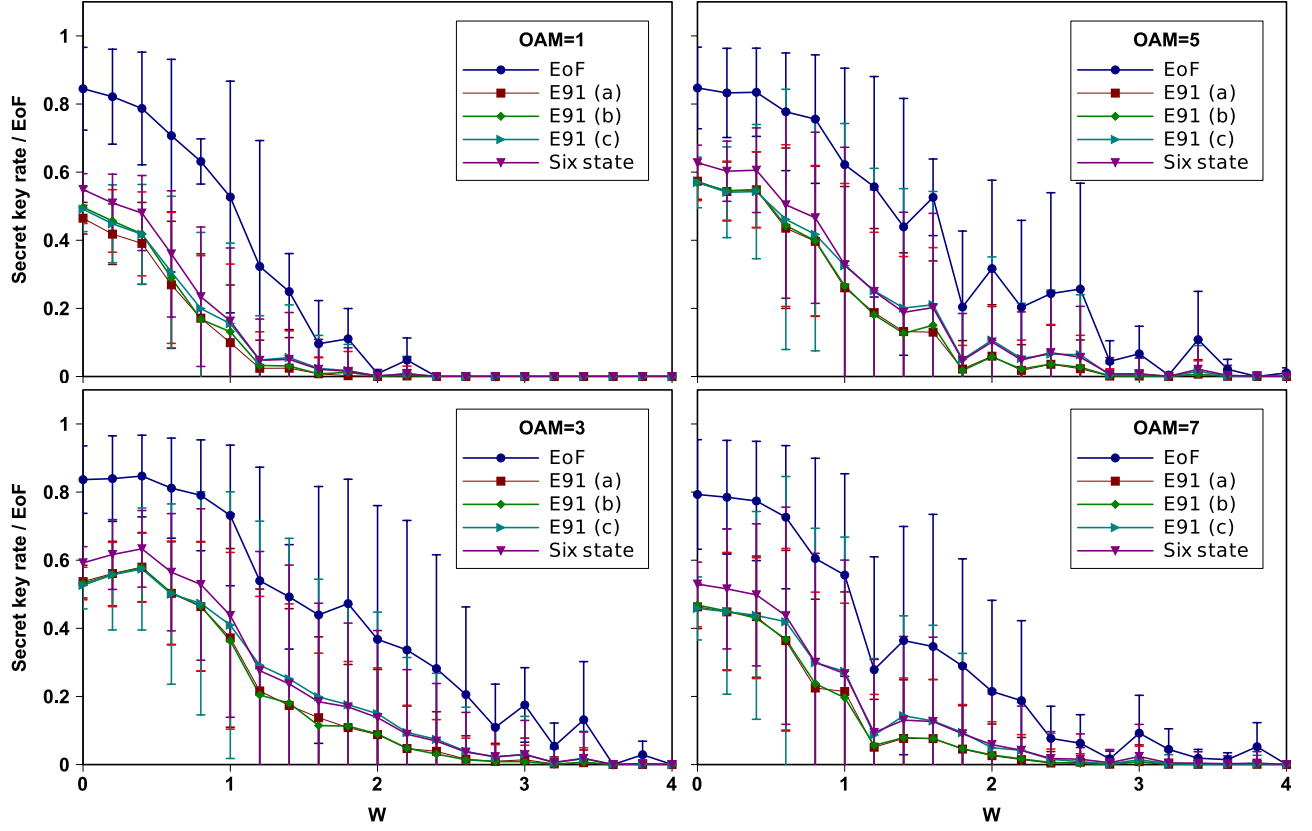 OAM=1
EoF
E91 (a)
E91 (b)
E91 (c)
Six state
Secret key rate / EoF
1
0.8
0.6
0.4
0.2
0
OAM=5
EoF
E91 (a)
E91 (b)
E91 (c)
Six state
OAM=3
EoF
E91 (a)
E91 (b)
E91 (c)
Six state
Secret key rate / EoF
1
0.8
0.6
0.4
0.2
0
0 1 2 3 4
W
OAM=7
EoF
E91 (a)
E91 (b)
E91 (c)
Six state
0 1 2 3 4
W